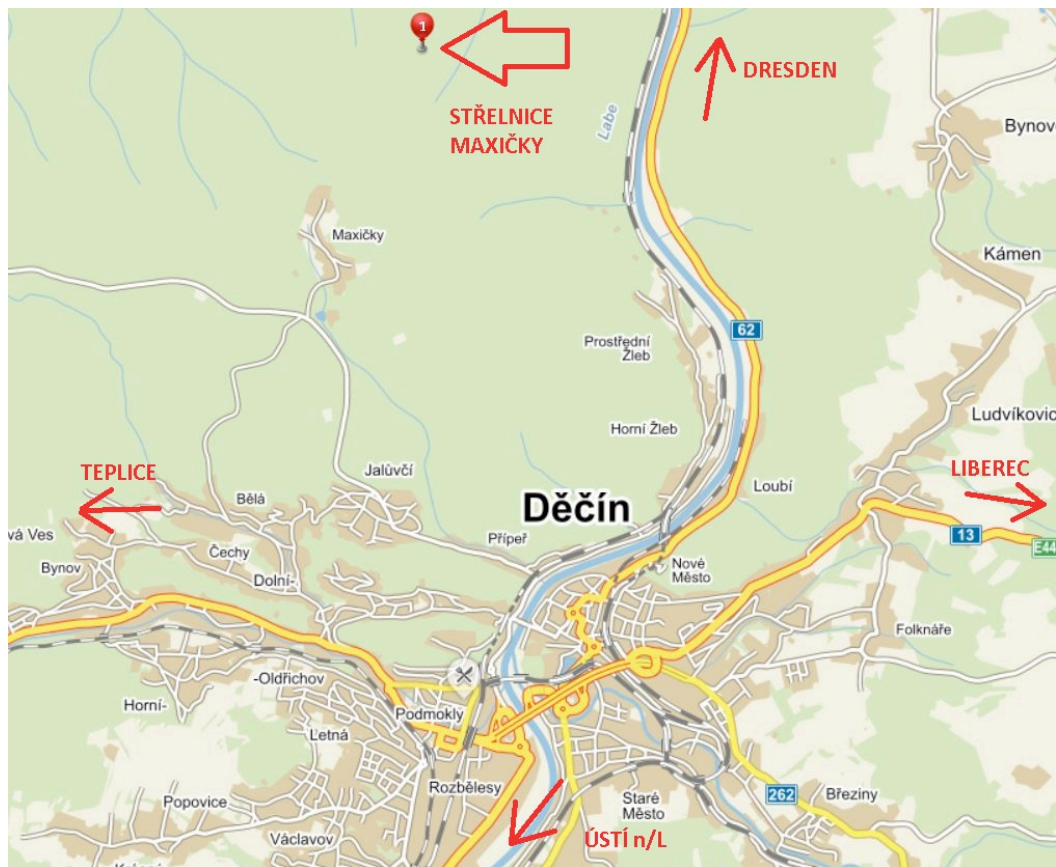 1
STŘELNICE
MAXIČKY
DRESDEN
Labe
Bynov
Maxičky
Kámen
62
Prostřední
Žleb
Ludvíkovic
Horní Žleb
TEPLICE
Jalůvčí
LIBEREC
Bělá
Loubí
Děčín
vá Ves
Čechy
Přípeř
13
E44
Bynov
Dolní-
Nové
Město
Folknáře
-Oldřichov
Horní-
Podmokly
Letná
Rozbělesy
262
Březiny
Popovice
Staré
Město
Václavov
ÚSTÍ n/L